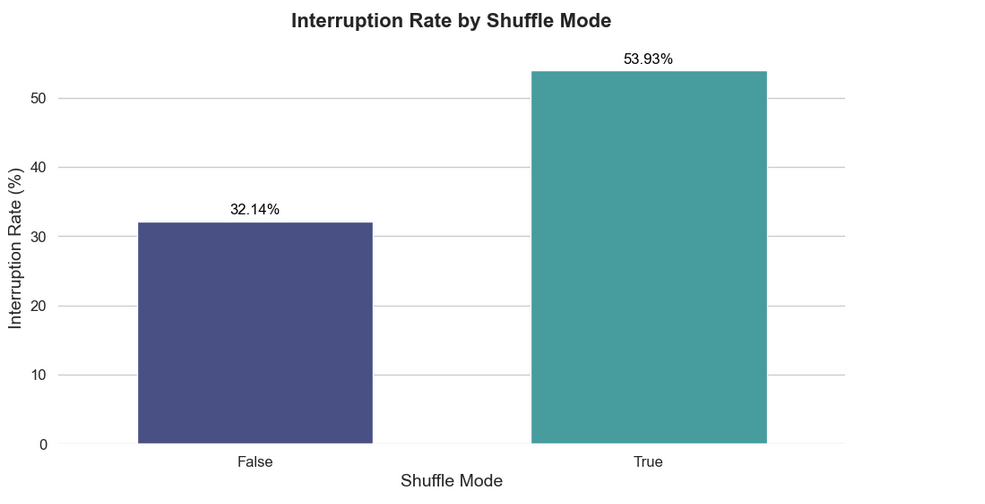 Interruption Rate by Shuffle Mode
53.93%
32.14%
Interruption Rate (%)
50
40
30
20
10
0
False
True
Shuffle Mode